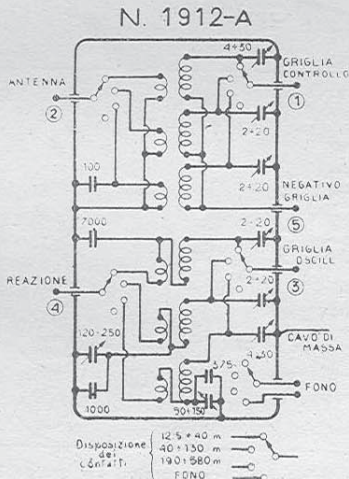 N. 1912-A
4÷30
ANTENNA
GRIGLIA
CONTROLLO
②
①
2÷20
100
2÷20
NEGATIVO
GRIGLIA
7000
2÷20
⑤
GRIGLIA
OSCILL
REAZIONE
2÷20
④
③
120-250
CAVO DI
MASSA
4÷30
375
FONO
1000
90÷150
Disposizione
dei
contatti
12.5÷40 m
40÷130 m
190÷580 m
FONO